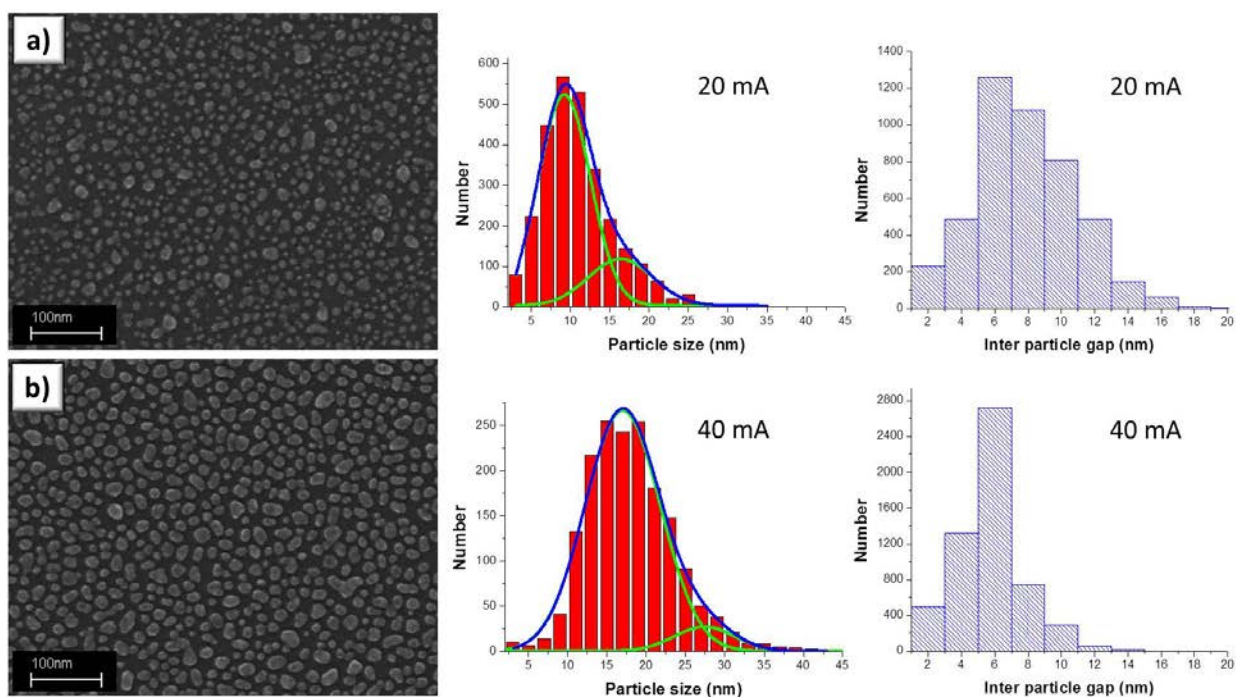 a)
100nm
20 mA
600
500
400
300
200
100
0
Number
5 10 15 20 25 30 35 40 45
Particle size (nm)
20 mA
1400
1200
1000
800
600
400
200
0
Number
2 4 6 8 10 12 14 16 18 20
Inter particle gap (nm)
b)
100nm
40 mA
250
200
150
100
50
0
Number
5 10 15 20 25 30 35 40 45
Particle size (nm)
40 mA
2800
2400
2000
1600
1200
800
400
0
Number
2 4 6 8 10 12 14 16 18 20
Inter particle gap (nm)